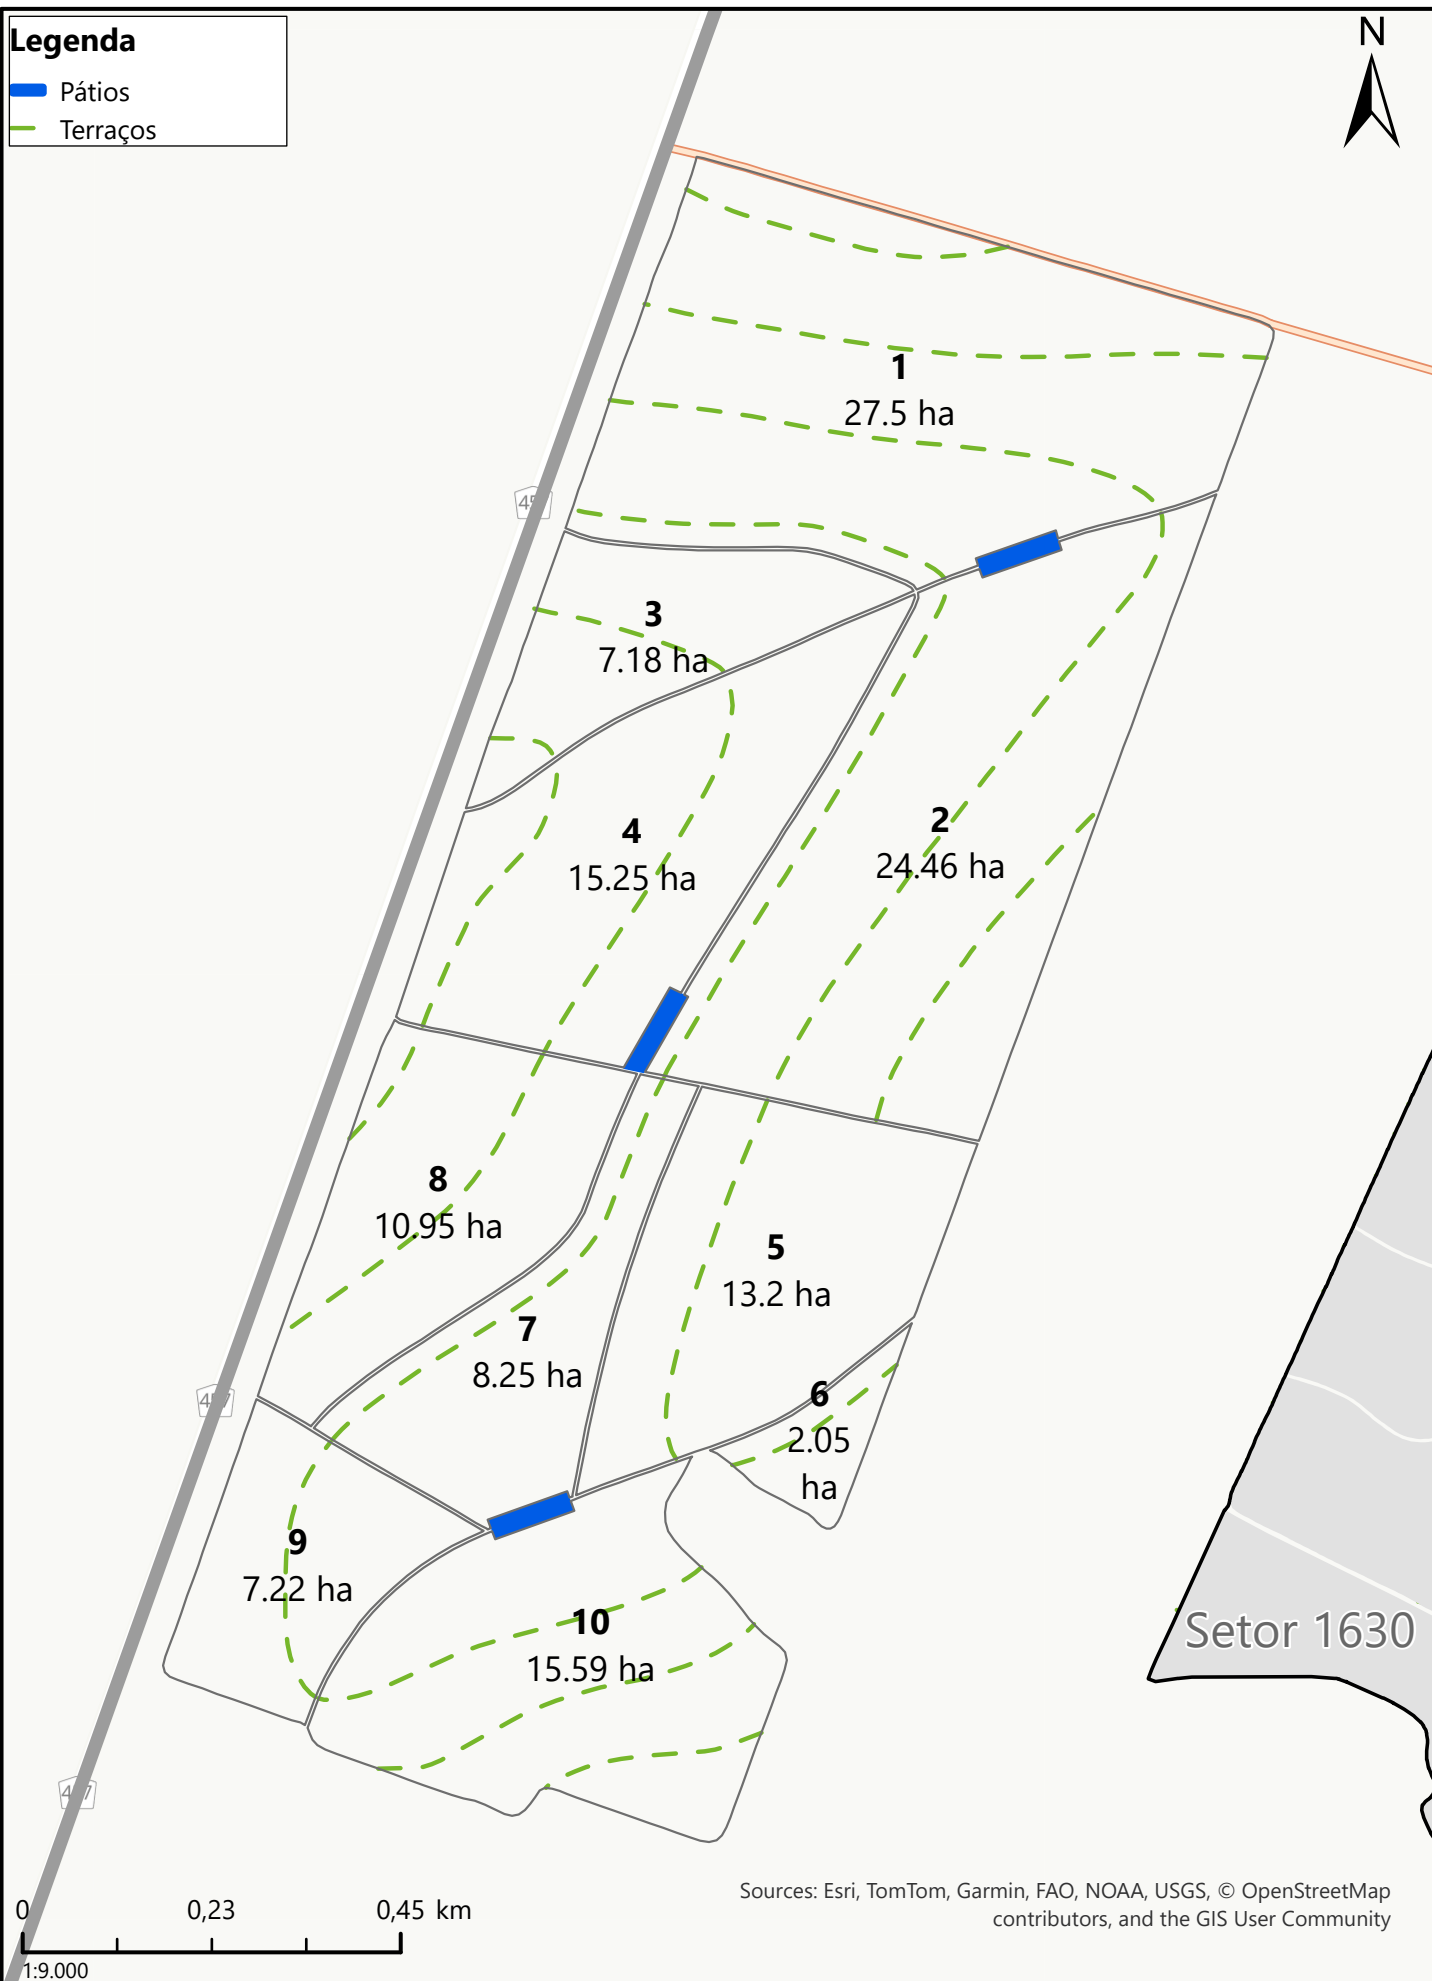 Legenda
Pátios
Terraços
N
1
27.5 ha
3
7.18 ha
4
15.25 ha
2
24.46 ha
8
10.95 ha
5
13.2 ha
7
8.25 ha
6
2.05
ha
9
7.22 ha
10
15.59 ha
Setor 1630
0
0,23
0,45 km
1:9.000
Sources: Esri, TomTom, Garmin, FAO, NOAA, USGS, © OpenStreetMap
contributors, and the GIS User Community